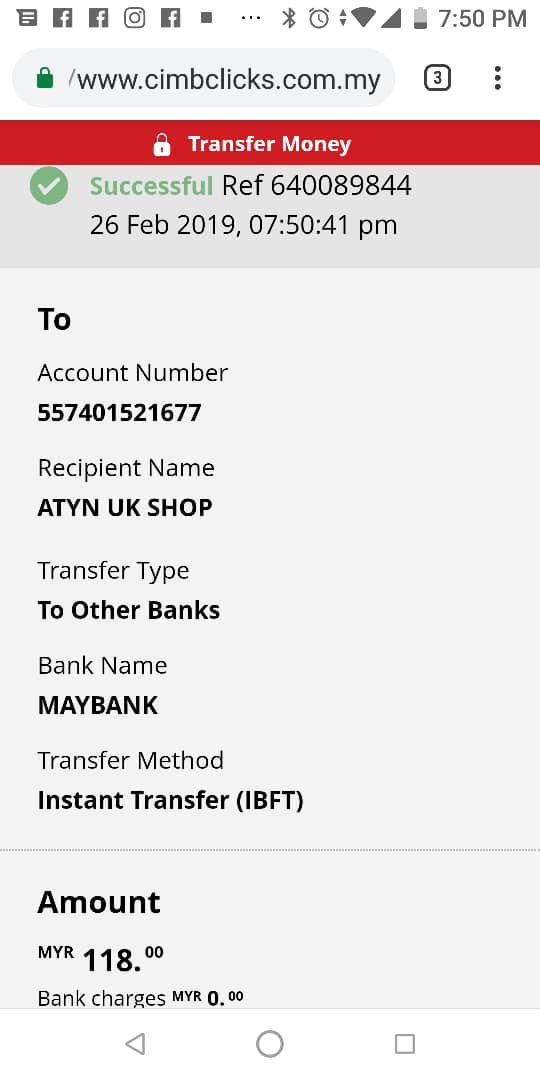 7:50 PM
/www.cimbclicks.com.my
3
Transfer Money
Successful Ref 640089844
26 Feb 2019, 07:50:41 pm
To
Account Number
557401521677
Recipient Name
ATYN UK SHOP
Transfer Type
To Other Banks
Bank Name
MAYBANK
Transfer Method
Instant Transfer (IBFT)
Amount
MYR 118.00
Bank charges MYR 0.00